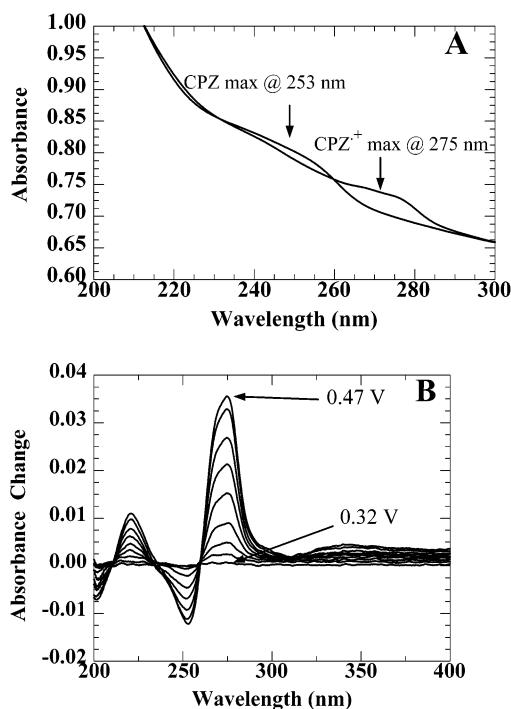 A
1.00
0.95
0.90
0.85
0.80
0.75
0.70
0.65
0.60
Absorbance
CPZ max @ 253 nm
CPZ·+ max @ 275 nm
200 220 240 260 280 300
Wavelength (nm)
B
0.04
0.03
0.02
0.01
0.00
-0.01
-0.02
Absorbance Change
0.47 V
0.32 V
200 250 300 350 400
Wavelength (nm)